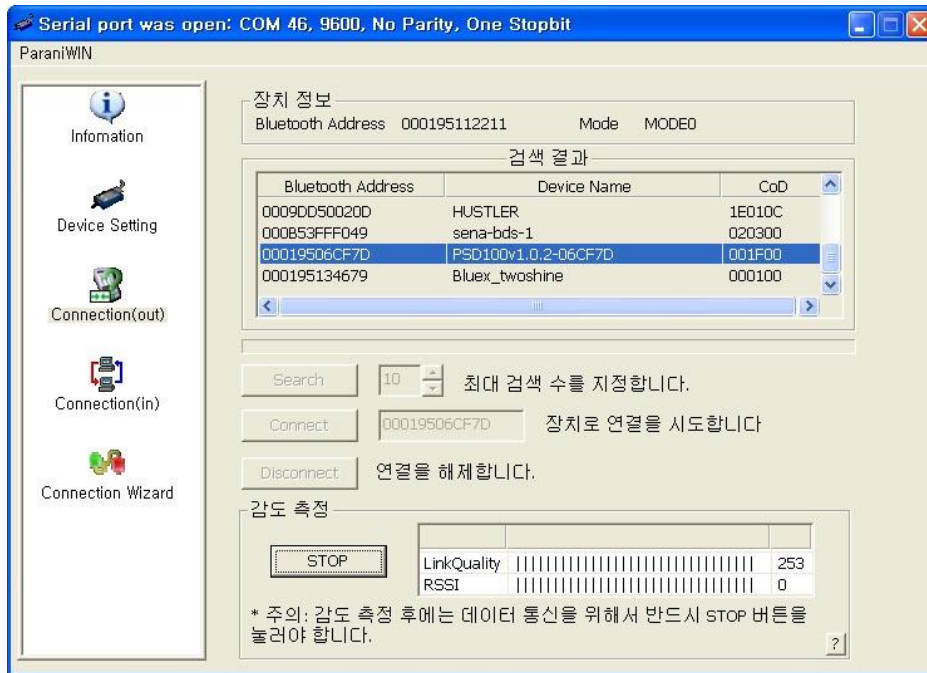 Serial port was open: COM 46, 9600, No Parity, One Stopbit
ParaniWIN
Infomation
Device Setting
Connection(out)
Connection(in)
Connection Wizard
장치 정보
Bluetooth Address 000195112211 Mode MODE0
검색 결과
Bluetooth Address Device Name CoD
0009DD50020D HUSTLER 1E010C
000B53FFF049 sena-bds-1 020300
00019506CF7D PSD100v1.0.2-06CF7D 001F00
000195134679 Bluex_twoshine 000100
Search 10 최대 검색 수를 지정합니다.
Connect 00019506CF7D 장치로 연결을 시도합니다
Disconnect 연결을 해제합니다.
감도 측정
STOP
LinkQuality 253
RSSI 0
* 주의: 감도 측정 후에는 데이터 통신을 위해서 반드시 STOP 버튼을
눌러야 합니다.
?